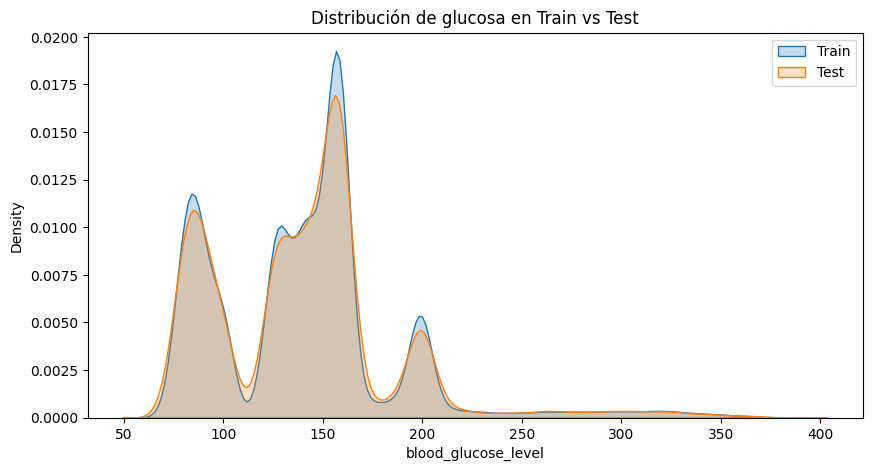 Distribución de glucosa en Train vs Test
Train
Test
0.0200
0.0175
0.0150
0.0125
0.0100
0.0075
0.0050
0.0025
0.0000
Density
50 100 150 200 250 300 350 400
blood_glucose_level